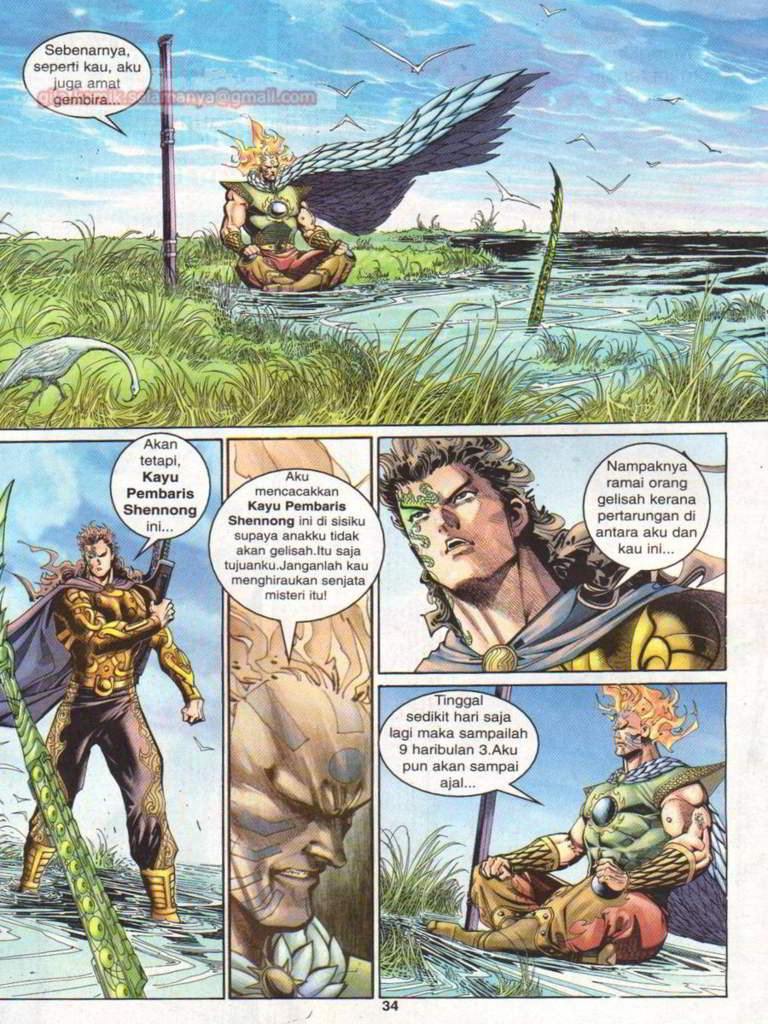 Sebenarnya,
seperti kau, aku
juga amat
gembira...
Akan
tetapi,
Kayu
Pembaris
Shennong
ini...
Aku
mencacakkan
Kayu Pembaris
Shennong ini di sisiku
supaya anakku tidak
akan gelisah.Itu saja
tujuanku.Janganlah kau
menghiraukan senjata
misteri itu!
Nampaknya
ramai orang
gelisah kerana
pertarungan di
antara aku dan
kau ini...
Tinggal
sedikit hari saja
lagi maka sampailah
9 haribulan 3.Aku
pun akan sampai
ajal...
34